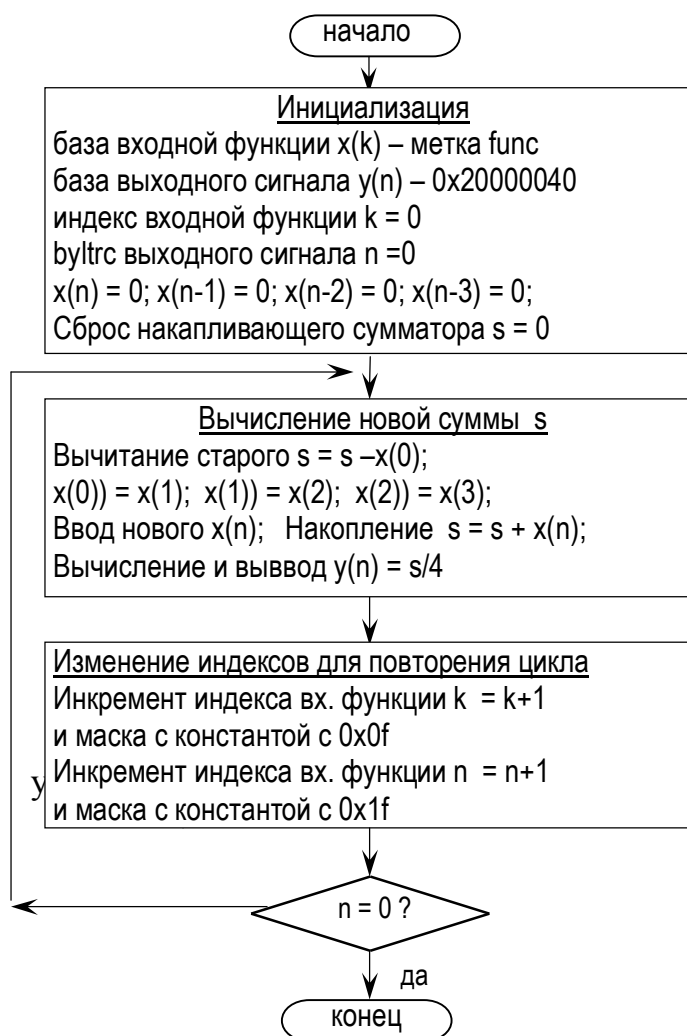 начало
Инициализация
база входной функции x(k) – метка func
база выходного сигнала y(n) – 0x20000040
индекс входной функции k = 0
byltrc выходного сигнала n =0
x(n) = 0; x(n-1) = 0; x(n-2) = 0; x(n-3) = 0;
Сброс накапливающего сумматора s = 0
Вычисление новой суммы s
Вычитание старого s = s –x(0);
x(0)) = x(1); x(1)) = x(2); x(2)) = x(3);
Ввод нового x(n); Накопление s = s + x(n);
Вычисление и выввод y(n) = s/4
Изменение индексов для повторения цикла
Инкремент индекса вх. функции k = k+1
и маска с константой с 0x0f
Инкремент индекса вх. функции n = n+1
и маска с константой с 0x1f
n = 0 ?
да
конец